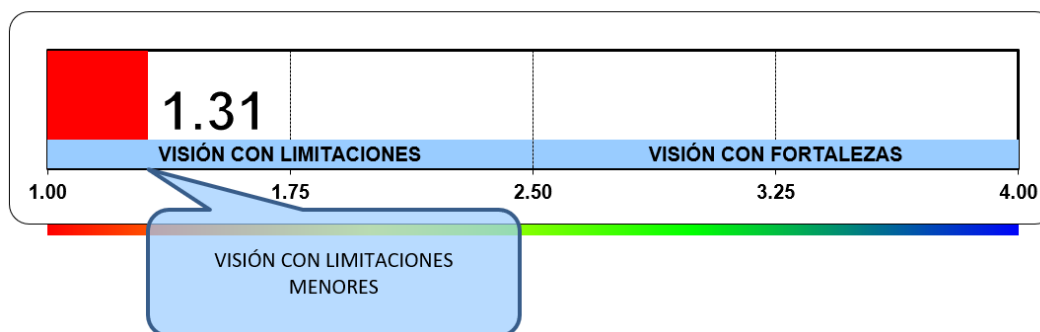 1.31
VISIÓN CON LIMITACIONES VISIÓN CON FORTALEZAS
1.00 1.75 2.50 3.25 4.00
VISIÓN CON LIMITACIONES
MENORES